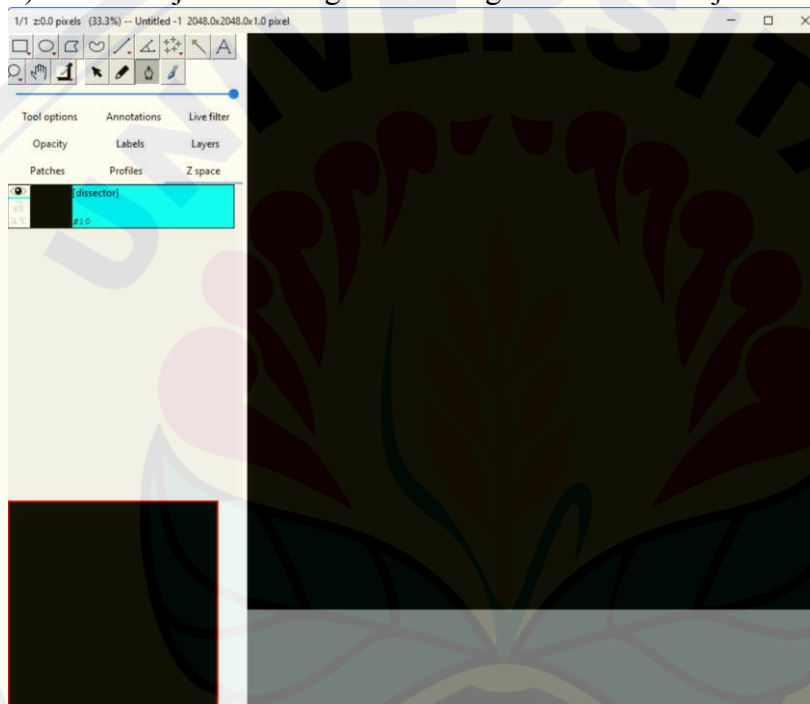 1/1 z:0.0 pixels (33.3%) -- Untitled -1 2048.0x2048.0x1.0 pixel
Tool options Annotations Live filter
Opacity Labels Layers
Patches Profiles Z space
[dissector]
#1.0
UNIVERSITA